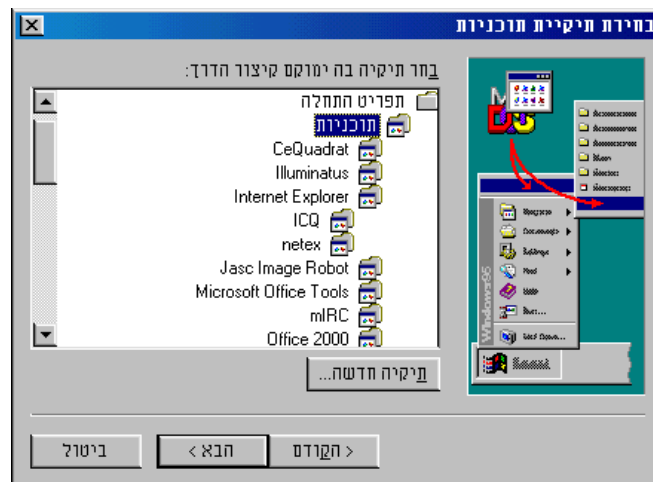 בחירת תיקיית תוכניות
בחר תיקיה בה ימוקם קיצור הדרך:
תפריט התחלה
תוכניות
CeQuadrat
Illuminatus
Internet Explorer
ICQ
netex
Jasc Image Robot
Microsoft Office Tools
mIRC
Office 2000
תיקיה חדשה...
< הקודם
הבא >
ביטול
Windows95